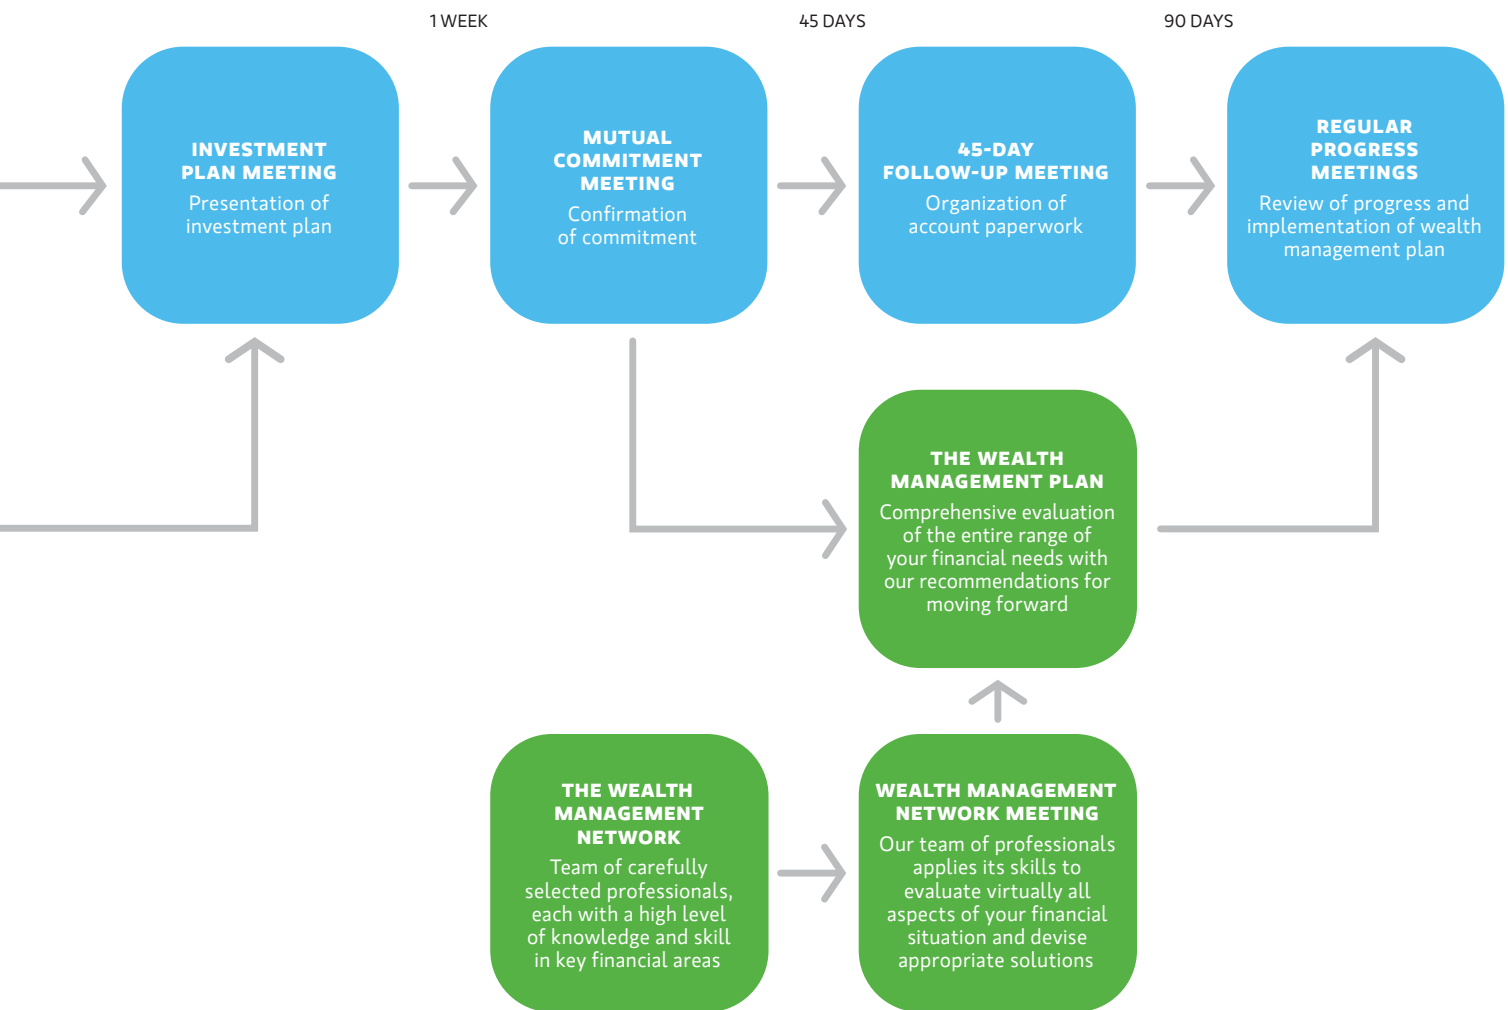 1 WEEK
45 DAYS
90 DAYS
INVESTMENT
PLAN MEETING
Presentation of
investment plan
MUTUAL
COMMITMENT
MEETING
Confirmation
of commitment
45-DAY
FOLLOW-UP MEETING
Organization of
account paperwork
REGULAR
PROGRESS
MEETINGS
Review of progress and
implementation of wealth
management plan
THE WEALTH
MANAGEMENT PLAN
Comprehensive evaluation
of the entire range of
your financial needs with
our recommendations for
moving forward
THE WEALTH
MANAGEMENT
NETWORK
Team of carefully
selected professionals,
each with a high level
of knowledge and skill
in key financial areas
WEALTH MANAGEMENT
NETWORK MEETING
Our team of professionals
applies its skills to
evaluate virtually all
aspects of your financial
situation and devise
appropriate solutions